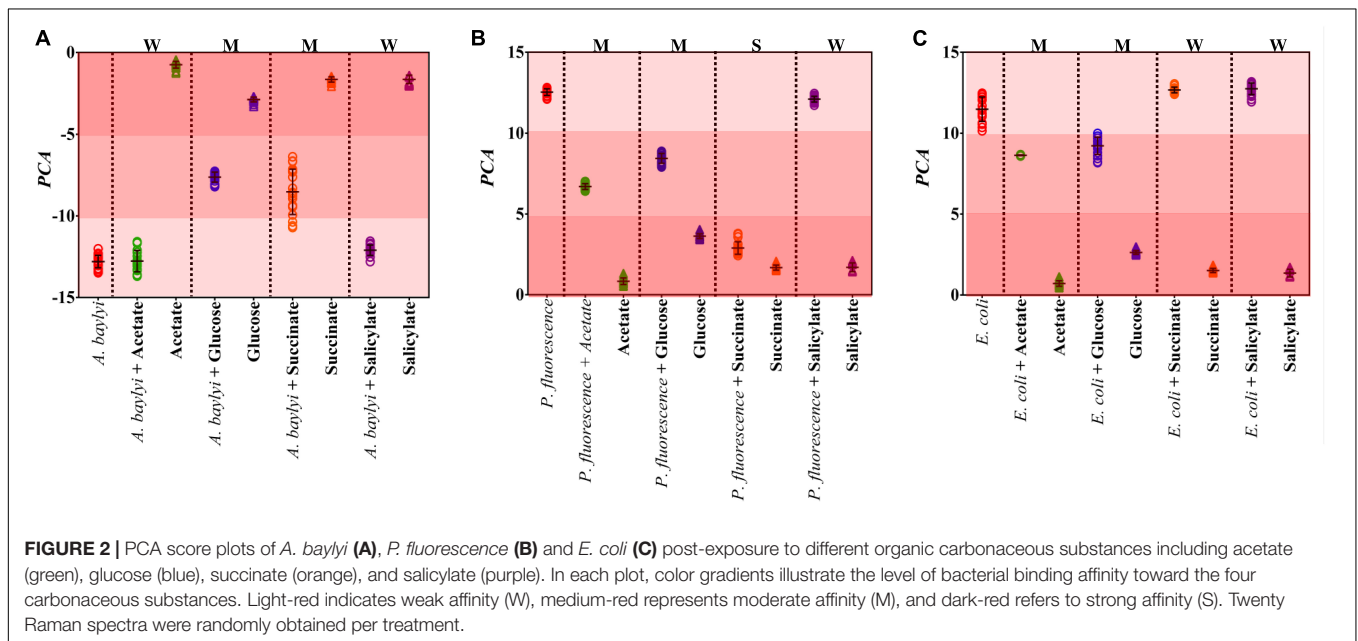 A
W M M W
0
-5
-10
-15
PCA
A. baylyi
A. baylyi + Acetate
Acetate
A. baylyi + Glucose
Glucose
A. baylyi + Succinate
Succinate
A. baylyi + Salicylate
Salicylate
B
M M S W
15
10
5
0
PCA
P. fluorescence
P. fluorescence + Acetate
Acetate
P. fluorescence + Glucose
Glucose
P. fluorescence + Succinate
Succinate
P. fluorescence + Salicylate
Salicylate
C
M M W W
15
10
5
0
PCA
E. coli
E. coli + Acetate
Acetate
E. coli + Glucose
Glucose
E. coli + Succinate
Succinate
E. coli + Salicylate
Salicylate
FIGURE 2 | PCA score plots of A. baylyi (A), P. fluorescence (B) and E. coli (C) post-exposure to different organic carbonaceous substances including acetate
(green), glucose (blue), succinate (orange), and salicylate (purple). In each plot, color gradients illustrate the level of bacterial binding affinity toward the four
carbonaceous substances. Light-red indicates weak affinity (W), medium-red represents moderate affinity (M), and dark-red refers to strong affinity (S). Twenty
Raman spectra were randomly obtained per treatment.